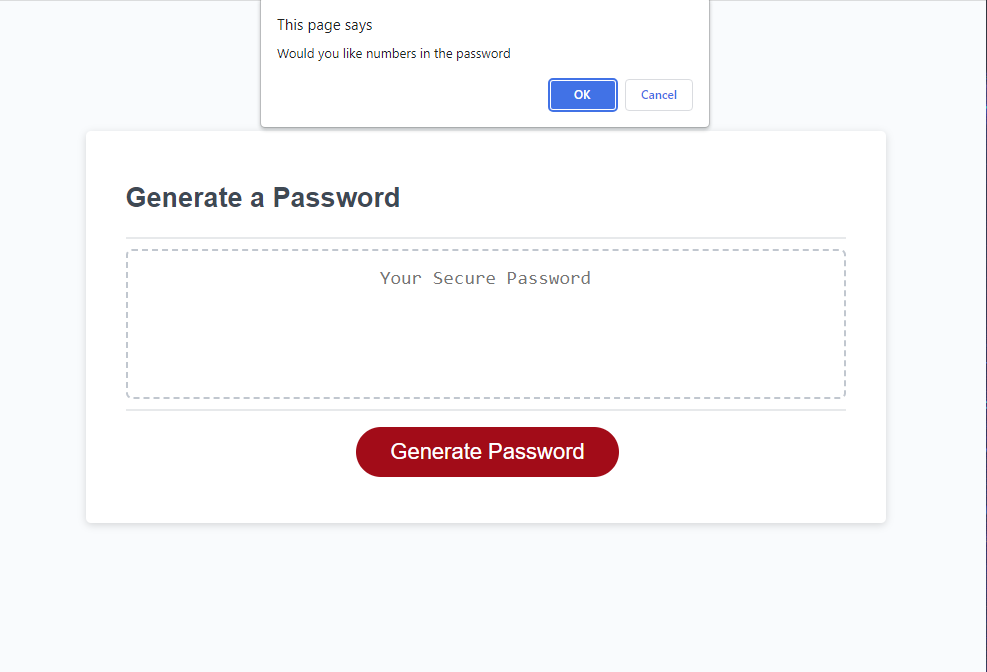 This page says
Would you like numbers in the password
OK
Cancel
Generate a Password
Your Secure Password
Generate Password